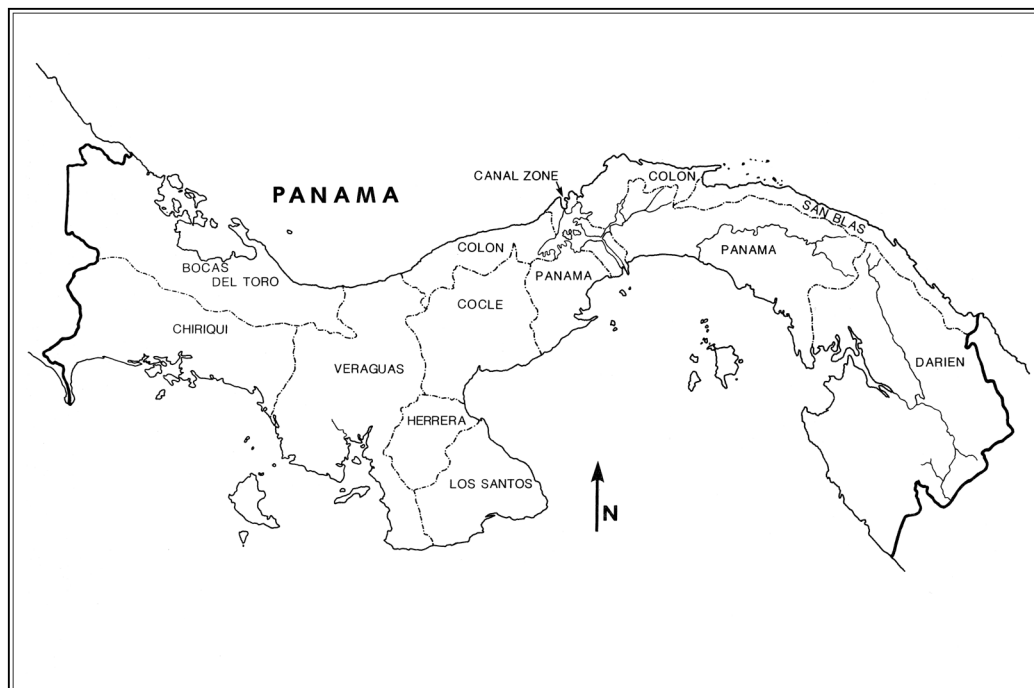 CANAL ZONE
COLON
PANAMA
SAN BLAS
COLON
PANAMA
BOCAS
DEL TORO
PANAMA
COCLE
CHIRIQUI
VERAGUAS
DARIEN
HERRERA
LOS SANTOS
N